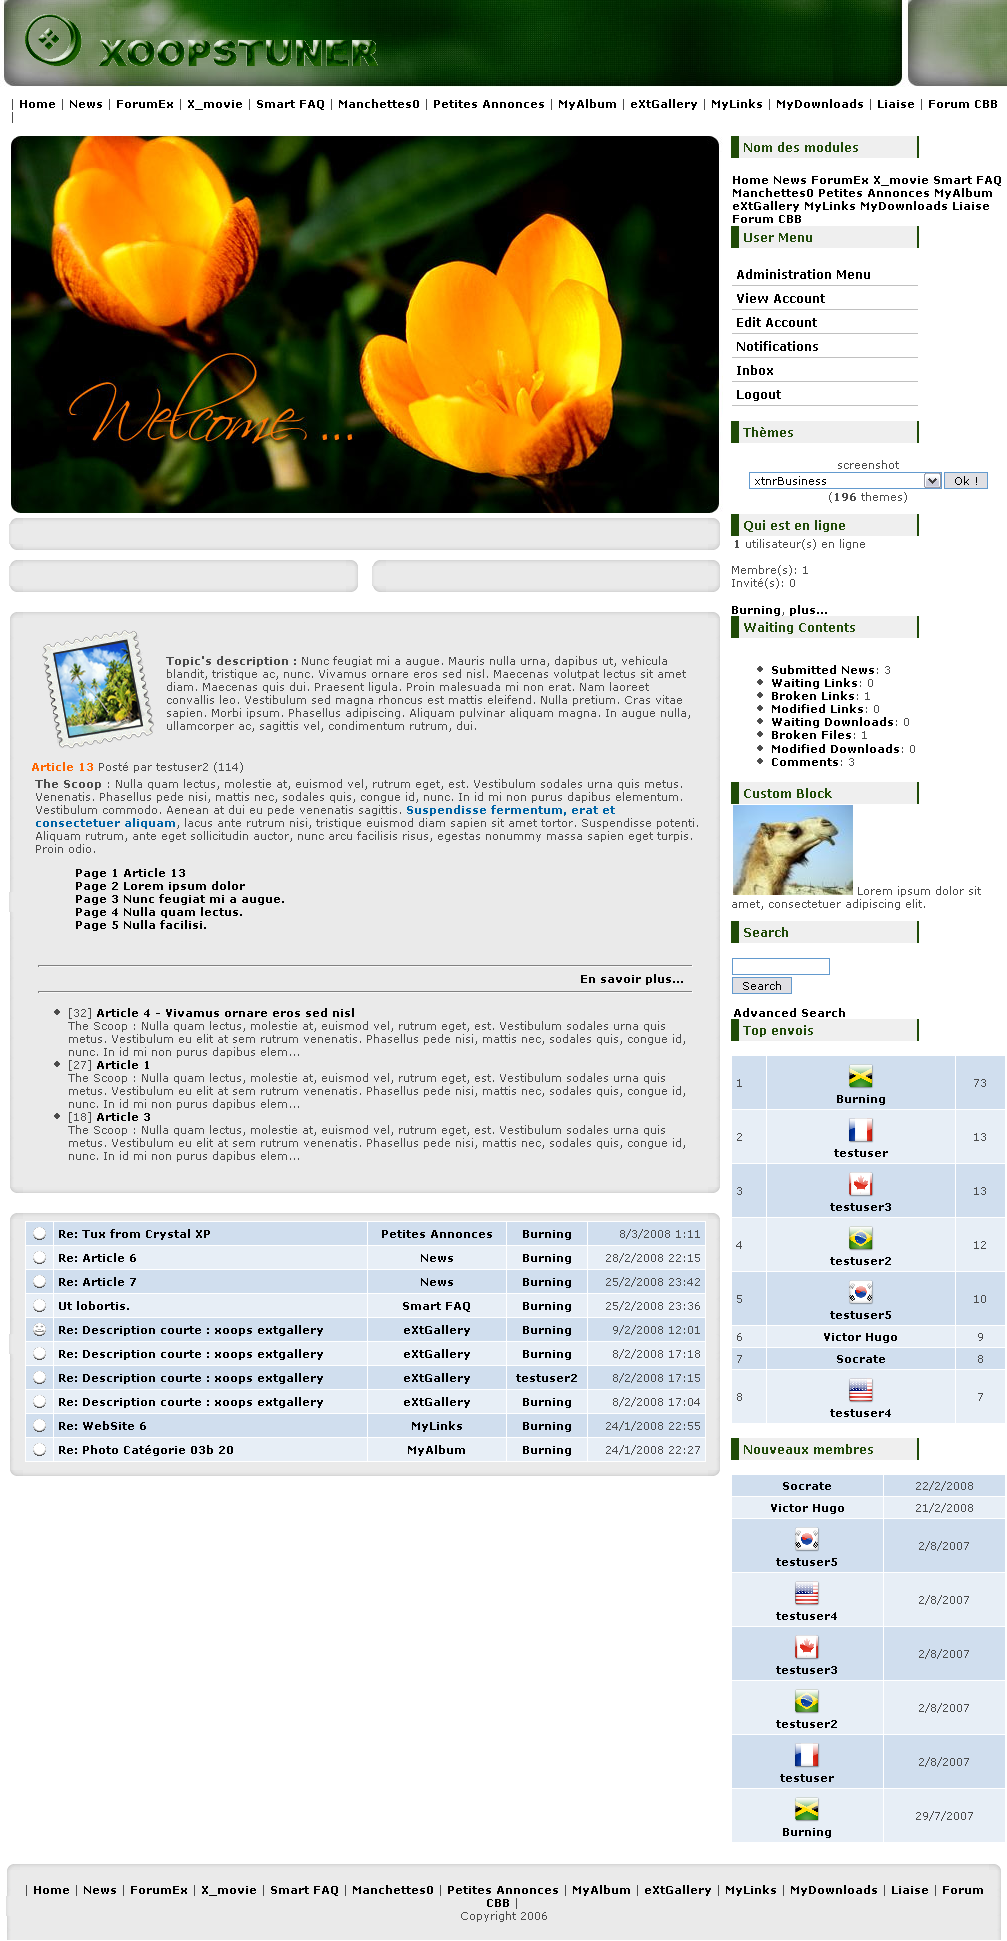 XOOPSTUNER
| Home | News | ForumEx | X_movie | Smart FAQ | Manchettes0 | Petites Annonces | MyAlbum | eXtGallery | MyLinks | MyDownloads | Liaise | Forum CBB
|
Welcome ...
Topic's description : Nunc feugiat mi a augue. Mauris nulla urna, dapibus ut, vehicula
blandit, tristique ac, nunc. Vivamus ornare eros sed nisl. Maecenas volutpat lectus sit amet
diam. Maecenas quis dui. Praesent ligula. Proin malesuada mi non erat. Nam laoreet
convallis leo. Vestibulum sed magna rhoncus est mattis eleifend. Nulla pretium. Cras vitae
sapien. Morbi ipsum. Phasellus adipiscing. Aliquam pulvinar aliquam magna. In augue nulla,
ullamcorper ac, sagittis vel, condimentum rutrum, dui.
Article 13 Posté par testuser2 (114)
The Scoop : Nulla quam lectus, molestie at, euismod vel, rutrum eget, est. Vestibulum sodales urna quis metus.
Venenatis. Phasellus pede nisi, mattis nec, sodales quis, congue id, nunc. In id mi non purus dapibus elementum.
Vestibulum commodo. Aenean at dui eu pede venenatis sagittis. Suspendisse fermentum, erat et
consectetuer aliquam, lacus ante rutrum nisi, tristique euismod diam sapien sit amet tortor. Suspendisse potenti.
Aliquam rutrum, ante eget sollicitudin auctor, nunc arcu facilisis risus, egestas nonummy massa sapien eget turpis.
Proin odio.
Page 1 Article 13
Page 2 Lorem ipsum dolor
Page 3 Nunc feugiat mi a augue.
Page 4 Nulla quam lectus.
Page 5 Nulla facilisi.
En savoir plus...
[32] Article 4 - Vivamus ornare eros sed nisl
The Scoop : Nulla quam lectus, molestie at, euismod vel, rutrum eget, est. Vestibulum sodales urna quis
metus. Vestibulum eu elit at sem rutrum venenatis. Phasellus pede nisi, mattis nec, sodales quis, congue id,
nunc. In id mi non purus dapibus elem...
[27] Article 1
The Scoop : Nulla quam lectus, molestie at, euismod vel, rutrum eget, est. Vestibulum sodales urna quis
metus. Vestibulum eu elit at sem rutrum venenatis. Phasellus pede nisi, mattis nec, sodales quis, congue id,
nunc. In id mi non purus dapibus elem...
[18] Article 3
The Scoop : Nulla quam lectus, molestie at, euismod vel, rutrum eget, est. Vestibulum sodales urna quis
metus. Vestibulum eu elit at sem rutrum venenatis. Phasellus pede nisi, mattis nec, sodales quis, congue id,
nunc. In id mi non purus dapibus elem...
Re: Tux from Crystal XP Petites Annonces Burning 8/3/2008 1:11
Re: Article 6 News Burning 28/2/2008 22:15
Re: Article 7 News Burning 25/2/2008 23:42
Ut lobortis. Smart FAQ Burning 25/2/2008 23:36
Re: Description courte : xoops extgallery eXtGallery Burning 9/2/2008 12:01
Re: Description courte : xoops extgallery eXtGallery Burning 8/2/2008 17:18
Re: Description courte : xoops extgallery eXtGallery testuser2 8/2/2008 17:15
Re: Description courte : xoops extgallery eXtGallery Burning 8/2/2008 17:04
Re: WebSite 6 MyLinks Burning 24/1/2008 22:55
Re: Photo Catégorie 03b 20 MyAlbum Burning 24/1/2008 22:27
Nom des modules
Home News ForumEx X_movie Smart FAQ
Manchettes0 Petites Annonces MyAlbum
eXtGallery MyLinks MyDownloads Liaise
Forum CBB
User Menu
Administration Menu
View Account
Edit Account
Notifications
Inbox
Logout
Thèmes
screenshot
xtnrBusiness Ok !
(196 themes)
Qui est en ligne
1 utilisateur(s) en ligne
Membre(s): 1
Invité(s): 0
Burning, plus...
Waiting Contents
Submitted News: 3
Waiting Links: 0
Broken Links: 1
Modified Links: 0
Waiting Downloads: 0
Broken Files: 1
Modified Downloads: 0
Comments: 3
Custom Block
Lorem ipsum dolor sit
amet, consectetuer adipiscing elit.
Search
Search
Advanced Search
Top envois
1 Burning 73
2 testuser 13
3 testuser3 13
4 testuser2 12
5 testuser5 10
6 Victor Hugo 9
7 Socrate 8
8 testuser4 7
Nouveaux membres
Socrate 22/2/2008
Victor Hugo 21/2/2008
testuser5 2/8/2007
testuser4 2/8/2007
testuser3 2/8/2007
testuser2 2/8/2007
testuser 2/8/2007
Burning 29/7/2007
| Home | News | ForumEx | X_movie | Smart FAQ | Manchettes0 | Petites Annonces | MyAlbum | eXtGallery | MyLinks | MyDownloads | Liaise | Forum
CBB |
Copyright 2006